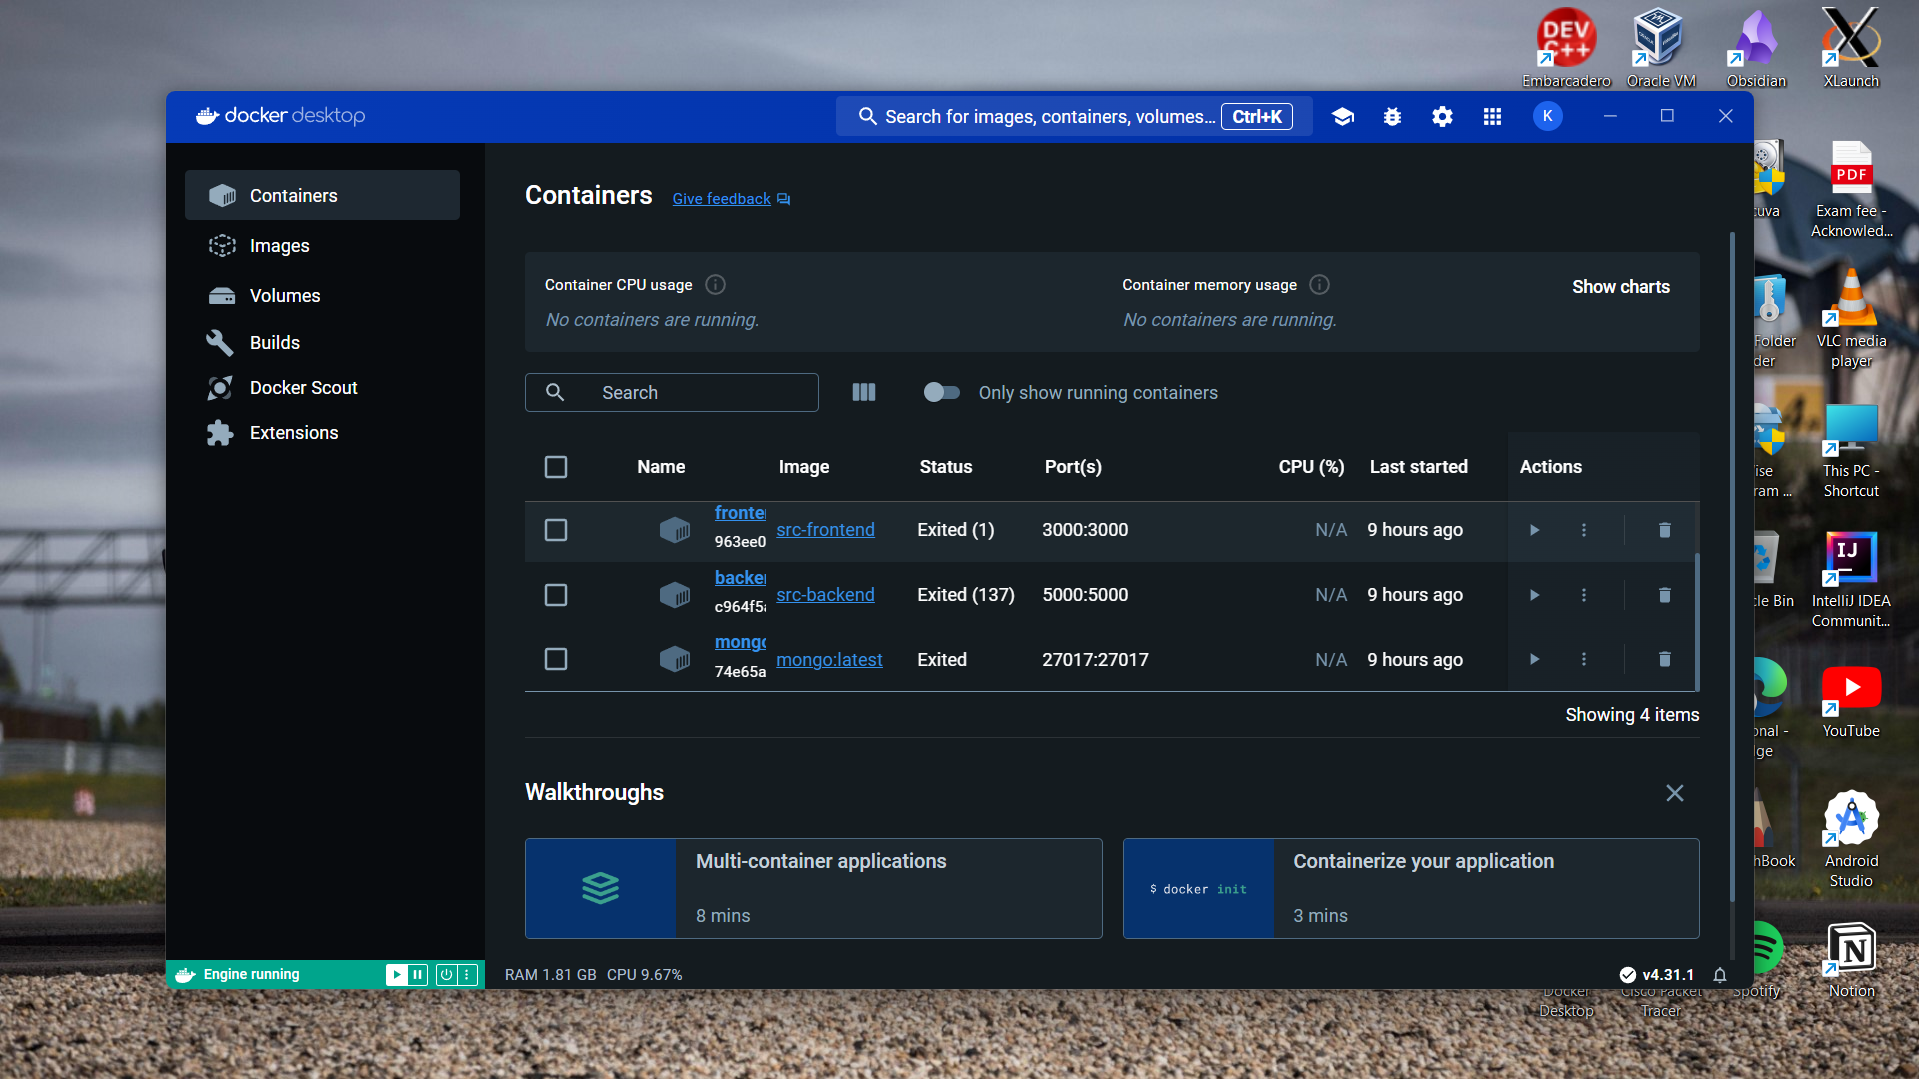 DEV
C++
Embarcadero
Oracle VM
Obsidian
XLaunch
docker desktop
Search for images, containers, volumes... Ctrl+K
K
Containers
Images
Volumes
Builds
Docker Scout
Extensions
Containers Give feedback
Container CPU usage
No containers are running.
Container memory usage
No containers are running.
Show charts
Search
Only show running containers
Name Image Status Port(s) CPU (%) Last started Actions
fronte
963ee0
src-frontend Exited (1) 3000:3000 N/A 9 hours ago
backer
c964f5a
src-backend Exited (137) 5000:5000 N/A 9 hours ago
mongo
74e65a
mongo:latest Exited 27017:27017 N/A 9 hours ago
Showing 4 items
Walkthroughs
Multi-container applications
8 mins
$ docker init
Containerize your application
3 mins
Engine running
RAM 1.81 GB CPU 9.67%
v4.31.1
cuva
PDF
Exam fee -
Acknowled...
Folder
der
VLC media
player
ise
ram ...
This PC -
Shortcut
cle Bin
IJ
IntelliJ IDEA
Communit...
onal -
dge
YouTube
hBook
Android
Studio
Docker
Desktop
Cisco Packet
Tracer
Spotify
Notion